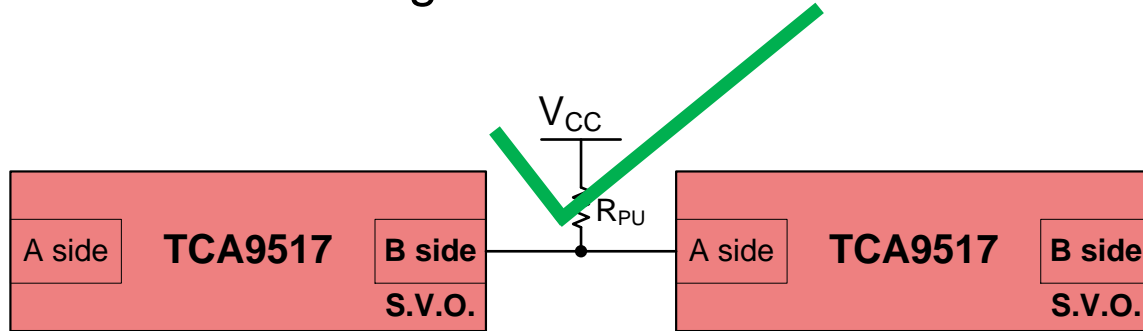 g
VCC
RPU
A side TCA9517 B side A side TCA9517 B side
S.V.O. S.V.O.